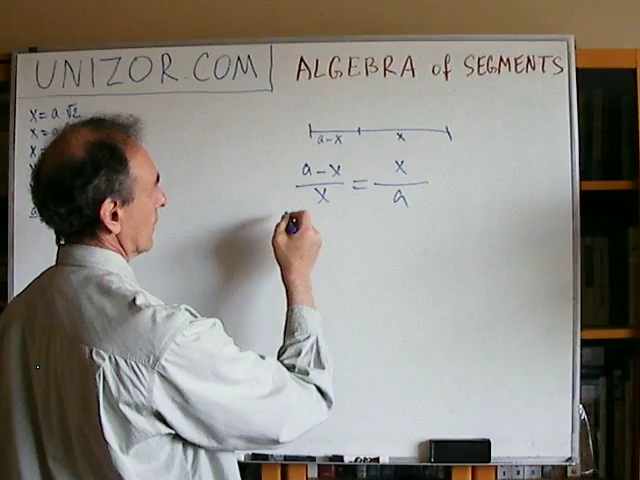 UNIZOR.COM
ALGEBRA of SEGMENTS
x = a·√2
x =
x =
a-x x
a-x / x = x / a